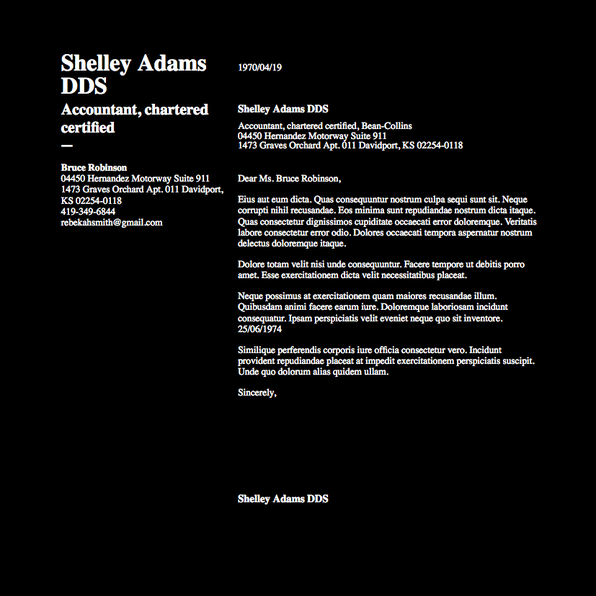 Shelley Adams
DDS
Accountant, chartered
certified
—
Bruce Robinson
04450 Hernandez Motorway Suite 911
1473 Graves Orchard Apt. 011 Davidport,
KS 02254-0118
419-349-6844
rebekahsmith@gmail.com
1970/04/19
Shelley Adams DDS
Accountant, chartered certified, Bean-Collins
04450 Hernandez Motorway Suite 911
1473 Graves Orchard Apt. 011 Davidport, KS 02254-0118
Dear Ms. Bruce Robinson,
Eius aut eum dicta. Quas consequuntur nostrum culpa sequi sunt sit. Neque
corrupti nihil recusandae. Eos minima sunt repudiandae nostrum dicta itaque.
Quas consectetur dignissimos cupiditate occaecati error doloremque. Veritatis
labore consectetur error odio. Dolores occaecati tempora aspernatur nostrum
delectus doloremque itaque.
Dolore totam velit nisi unde consequuntur. Facere tempore ut debitis porro
amet. Esse exercitationem dicta velit necessitatibus placeat.
Neque possimus at exercitationem quam maiores recusandae illum.
Quibusdam animi facere earum iure. Doloremque laboriosam incidunt
consequatur. Ipsam perspiciatis velit eveniet neque quo sit inventore.
25/06/1974
Similique perferendis corporis iure officia consectetur vero. Incidunt
provident repudiandae placeat at impedit exercitationem perspiciatis suscipit.
Unde quo dolorum alias quidem ullam.
Sincerely,
Shelley Adams DDS